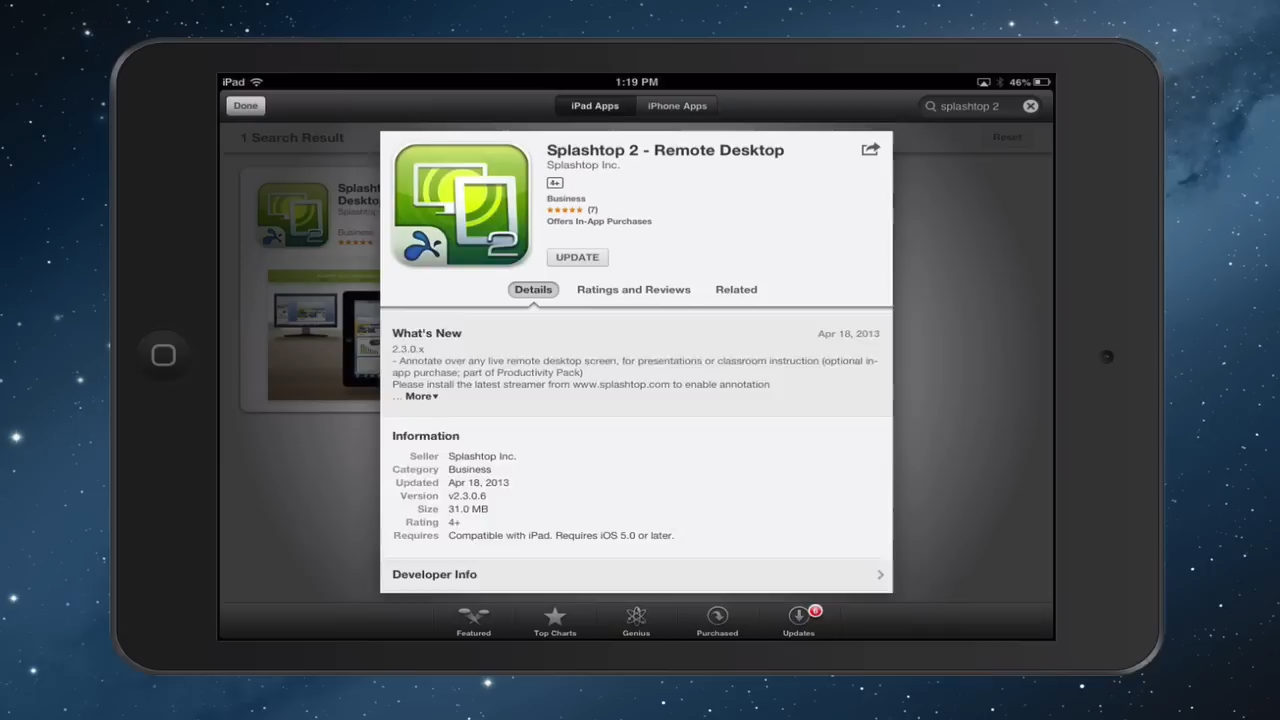 iPad
1:19 PM
46%
Done
iPad Apps
iPhone Apps
splashtop 2
1 Search Result
Reset
Splasht
Deskto
Splashtop
Business
Splashtop 2 - Remote Desktop
Splashtop Inc.
4+
Business
★★★★★ (7)
Offers In-App Purchases
UPDATE
2
Details
Ratings and Reviews
Related
What's New
Apr 18, 2013
2.3.0.x
- Annotate over any live remote desktop screen, for presentations or classroom instruction (optional in-
app purchase; part of Productivity Pack)
Please install the latest streamer from www.splashtop.com to enable annotation
... More▾
Information
Seller Splashtop Inc.
Category Business
Updated Apr 18, 2013
Version v2.3.0.6
Size 31.0 MB
Rating 4+
Requires Compatible with iPad. Requires iOS 5.0 or later.
Developer Info
Featured
Top Charts
Genius
Purchased
Updates
6